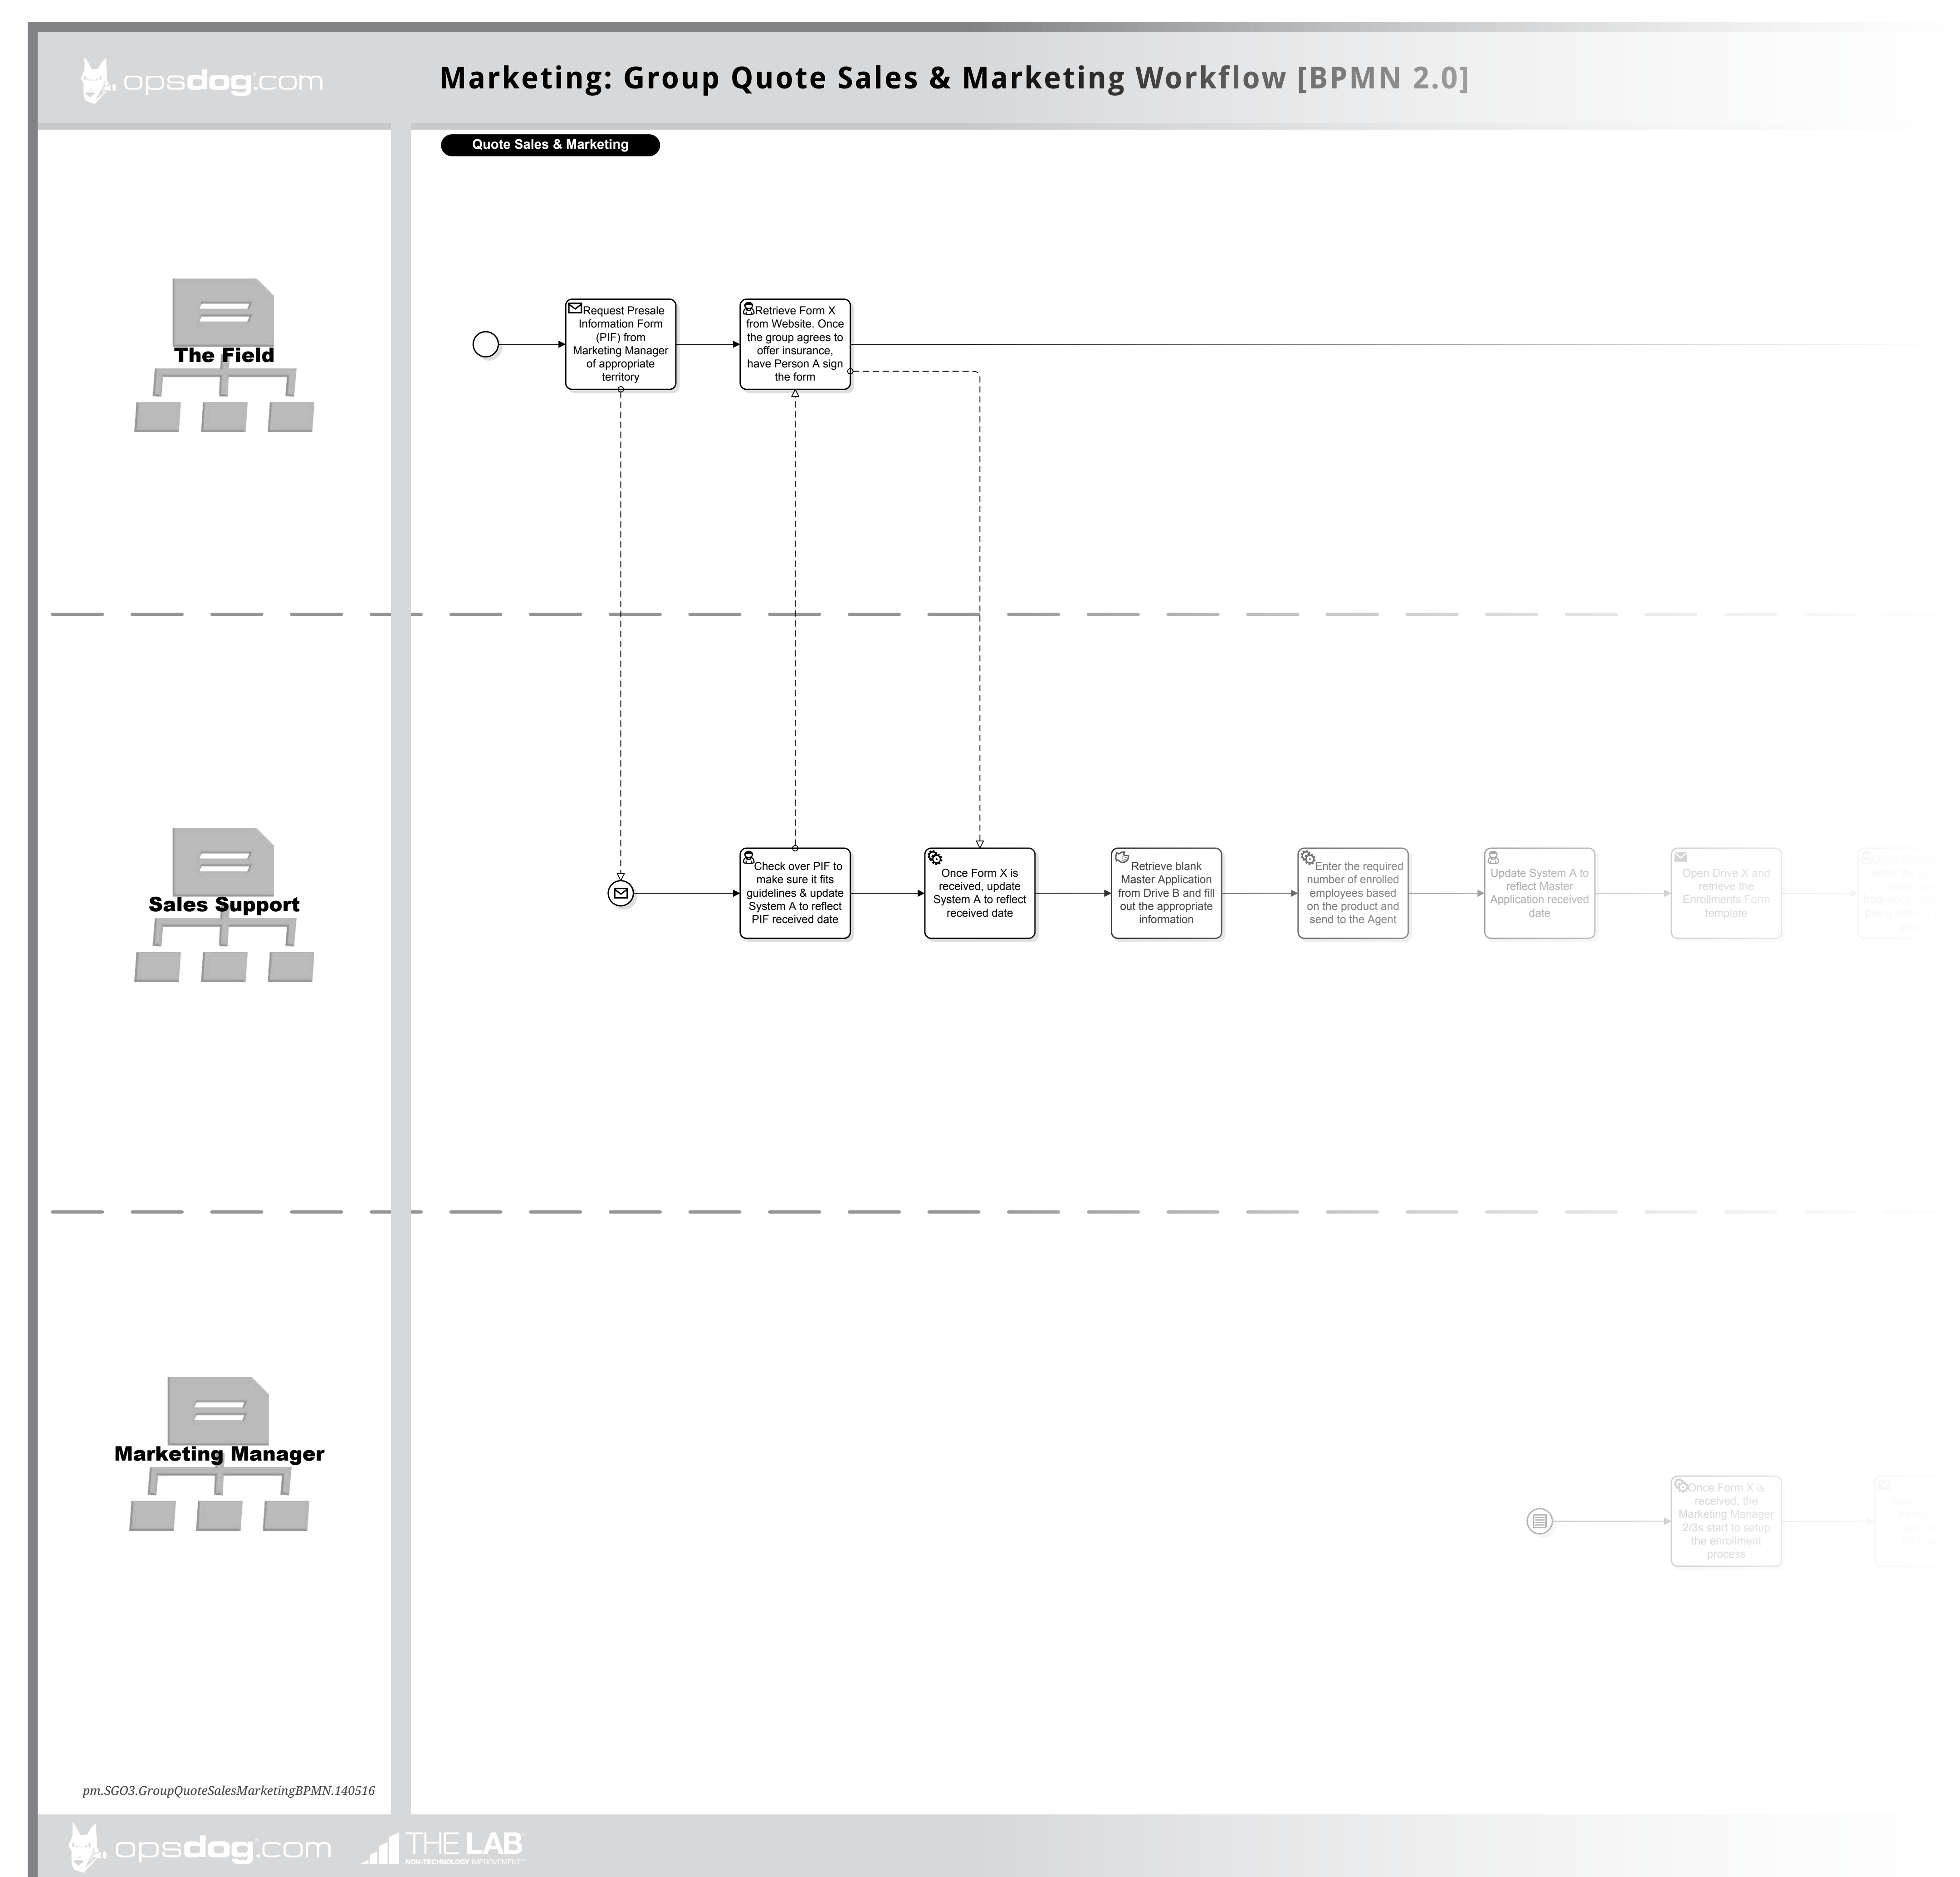 opsdog.com
Marketing: Group Quote Sales & Marketing Workflow [BPMN 2.0]
Quote Sales & Marketing
The Field
Request Presale
Information Form
(PIF) from
Marketing Manager
of appropriate
territory
Retrieve Form X
from Website. Once
the group agrees to
offer insurance,
have Person A sign
the form
Sales Support
Check over PIF to
make sure it fits
guidelines & update
System A to reflect
PIF received date
Once Form X is
received, update
System A to reflect
received date
Retrieve blank
Master Application
from Drive B and fill
out the appropriate
information
Enter the required
number of enrolled
employees based
on the product and
send to the Agent
Update System A to
reflect Master
Application received
date
Open Drive X and
retrieve the
Enrollments Form
template
Marketing Manager
Once Form X is
received, the
Marketing Manager
2/3s start to setup
the enrollment
process
pm.SGO3.GroupQuoteSalesMarketingBPMN.140516
opsdog.com
THE LAB
NON-TECHNOLOGY IMPROVEMENT